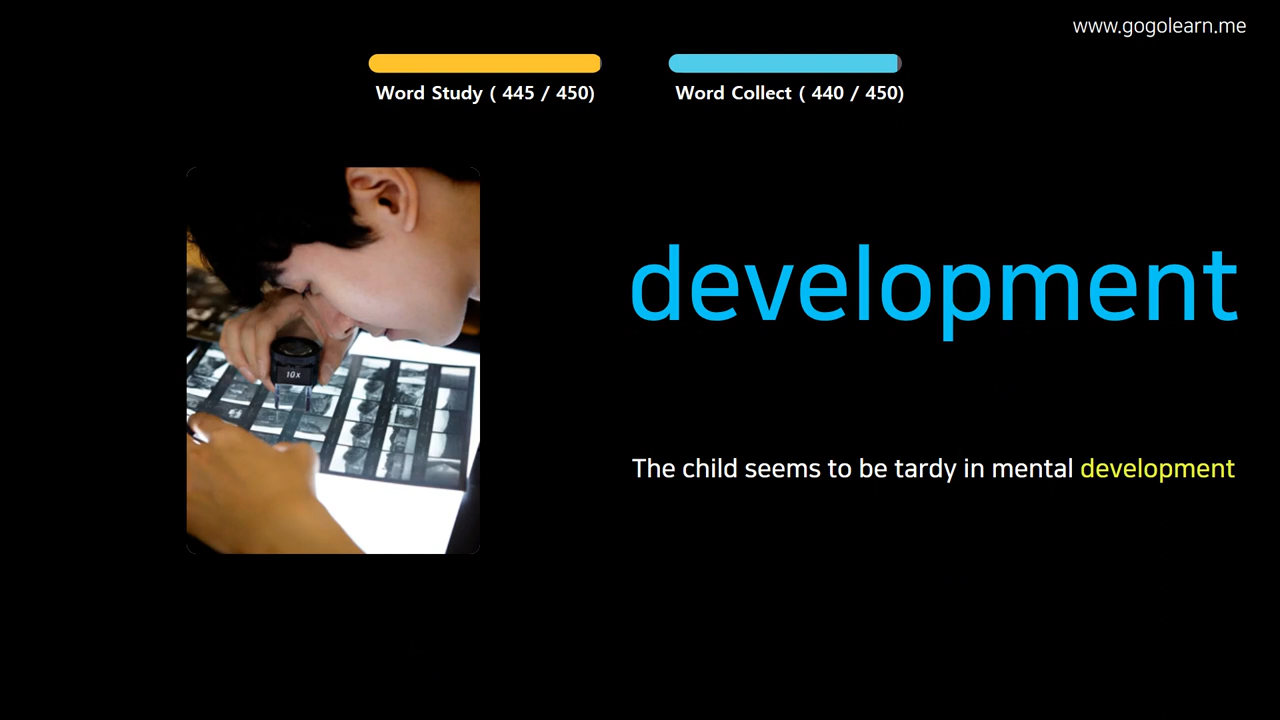 www.gogolearn.me
Word Study ( 445 / 450)
Word Collect ( 440 / 450)
10x
development
The child seems to be tardy in mental development